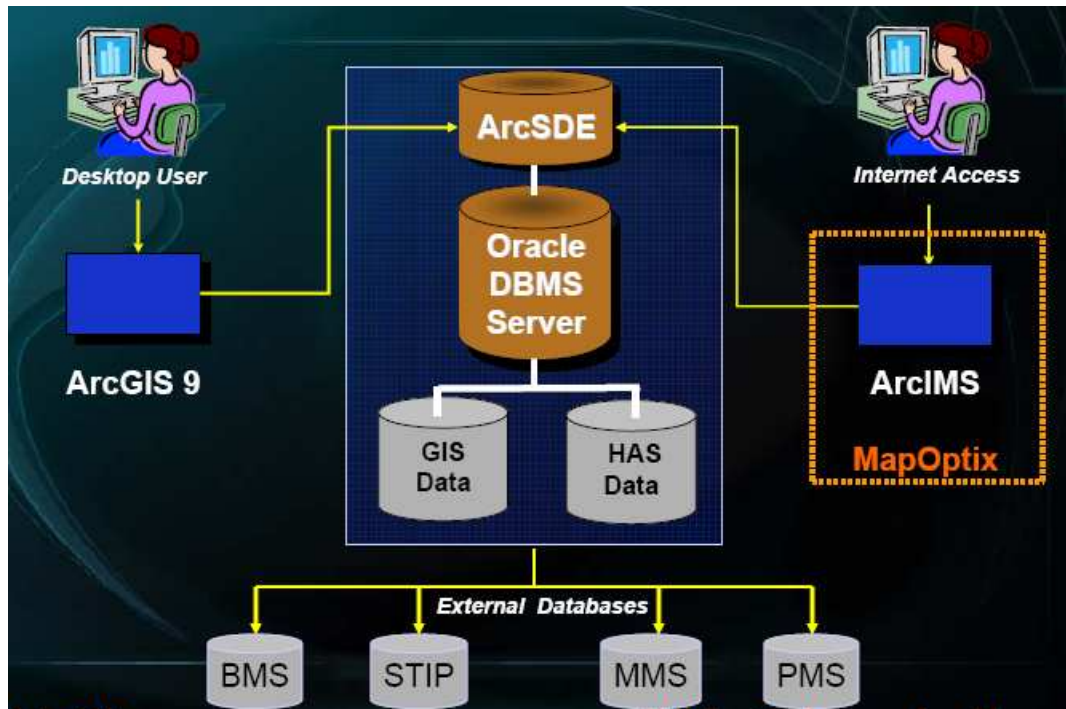 Desktop User
ArcGIS 9
ArcSDE
Oracle
DBMS
Server
GIS
Data
HAS
Data
Internet Access
ArcIMS
MapOptix
External Databases
BMS
STIP
MMS
PMS